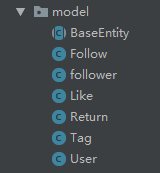 model
BaseEntity
Follow
follower
Like
Return
Tag
User